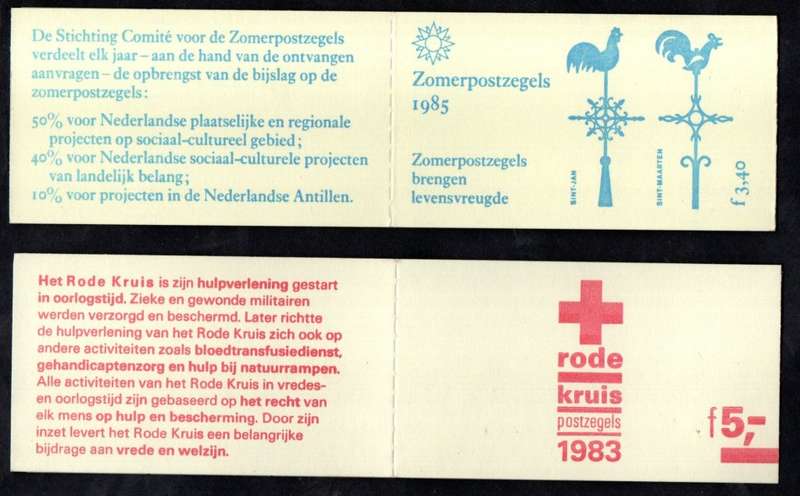 De Stichting Comité voor de Zomerpostzegels
verdeelt elk jaar – aan de hand van de ontvangen
aanvragen – de opbrengst van de bijslag op de
zomerpostzegels:
50% voor Nederlandse plaatselijke en regionale
projecten op sociaal-cultureel gebied;
40% voor Nederlandse sociaal-culturele projecten
van landelijk belang;
10% voor projecten in de Nederlandse Antillen.
Zomerpostzegels
1985
Zomerpostzegels
brengen
levensvreugde
SINT-JAN
SINT-MAARTEN
f 3,40
Het Rode Kruis is zijn hulpverlening gestart
in oorlogstijd. Zieke en gewonde militairen
werden verzorgd en beschermd. Later richtte
de hulpverlening van het Rode Kruis zich ook op
andere activiteiten zoals bloedtransfusiedienst,
gehandicaptenzorg en hulp bij natuurrampen.
Alle activiteiten van het Rode Kruis in vredes-
en oorlogstijd zijn gebaseerd op het recht van
elk mens op hulp en bescherming. Door zijn
inzet levert het Rode Kruis een belangrijke
bijdrage aan vrede en welzijn.
rode
kruis
postzegels
1983
f 5,-